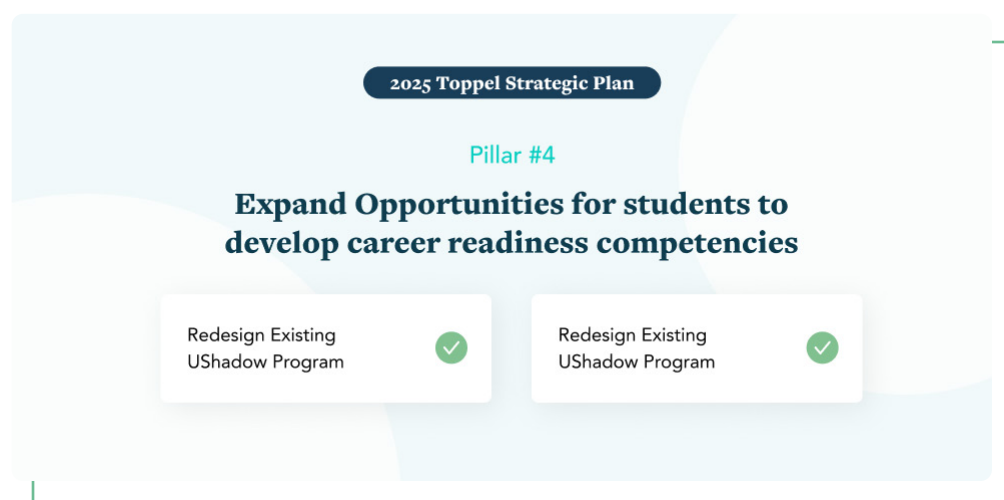 2025 Toppel Strategic Plan
Pillar #4
Expand Opportunities for students to
develop career readiness competencies
Redesign Existing
UShadow Program
Redesign Existing
UShadow Program